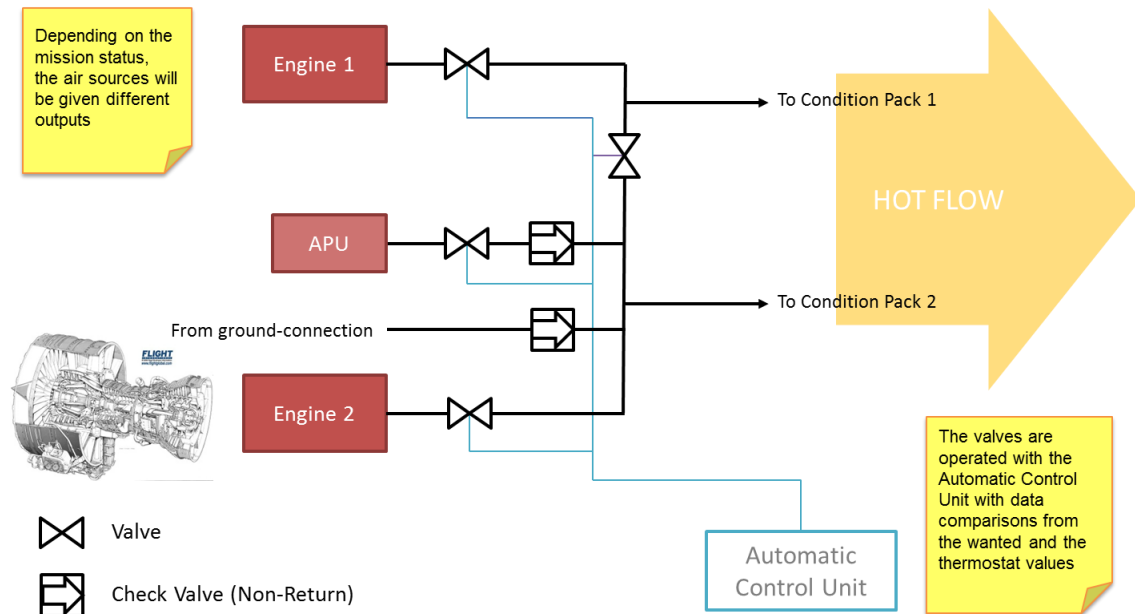 Depending on the
mission status,
the air sources will
be given different
outputs
Engine 1
To Condition Pack 1
HOT FLOW
APU
To Condition Pack 2
From ground-connection
FLIGHT
Engine 2
The valves are
operated with the
Automatic Control
Unit with data
comparisons from
the wanted and the
thermostat values
Valve
Automatic
Control Unit
Check Valve (Non-Return)